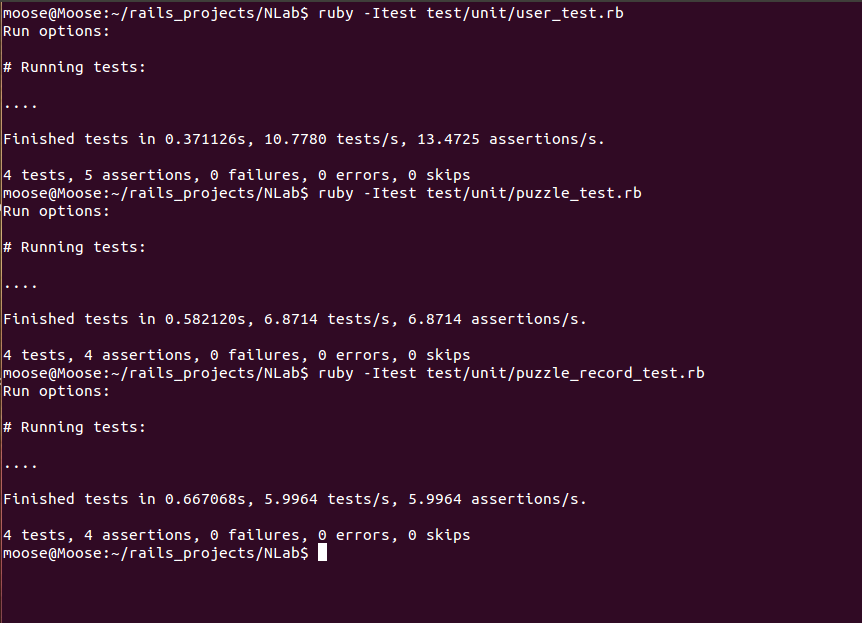 moose@Moose:~/rails_projects/NLab$ ruby -Itest test/unit/user_test.rb
Run options:
# Running tests:
....
Finished tests in 0.371126s, 10.7780 tests/s, 13.4725 assertions/s.
4 tests, 5 assertions, 0 failures, 0 errors, 0 skips
moose@Moose:~/rails_projects/NLab$ ruby -Itest test/unit/puzzle_test.rb
Run options:
# Running tests:
....
Finished tests in 0.582120s, 6.8714 tests/s, 6.8714 assertions/s.
4 tests, 4 assertions, 0 failures, 0 errors, 0 skips
moose@Moose:~/rails_projects/NLab$ ruby -Itest test/unit/puzzle_record_test.rb
Run options:
# Running tests:
....
Finished tests in 0.667068s, 5.9964 tests/s, 5.9964 assertions/s.
4 tests, 4 assertions, 0 failures, 0 errors, 0 skips
moose@Moose:~/rails_projects/NLab$